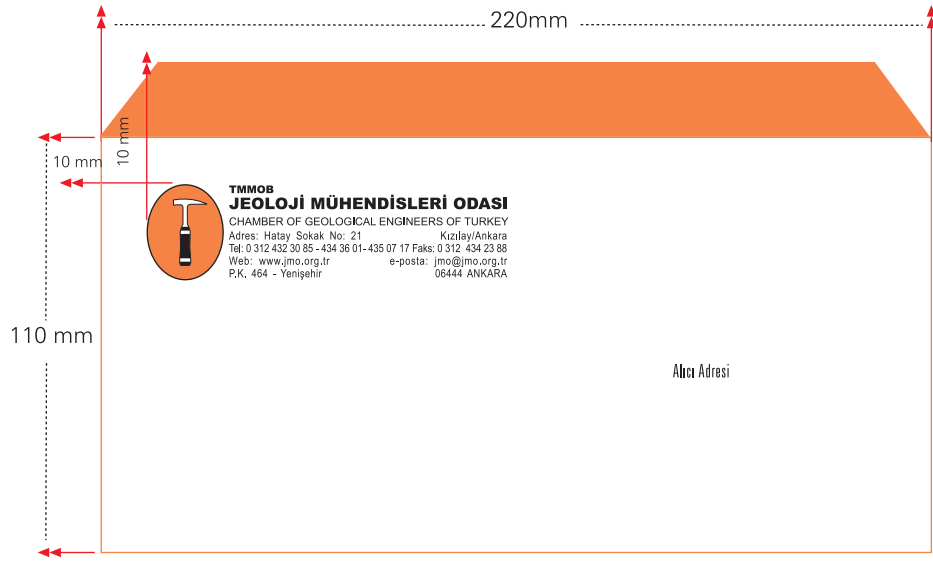 220mm
10 mm
10 mm
TMMOB
JEOLOJİ MÜHENDİSLERİ ODASI
CHAMBER OF GEOLOGICAL ENGINEERS OF TURKEY
Adres: Hatay Sokak No: 21 Kızılay/Ankara
Tel: 0 312 432 30 85 - 434 36 01- 435 07 17 Faks: 0 312 434 23 88
Web: www.jmo.org.tr e-posta: jmo@jmo.org.tr
P.K. 464 - Yenişehir 06444 ANKARA
110 mm
Alıcı Adresi